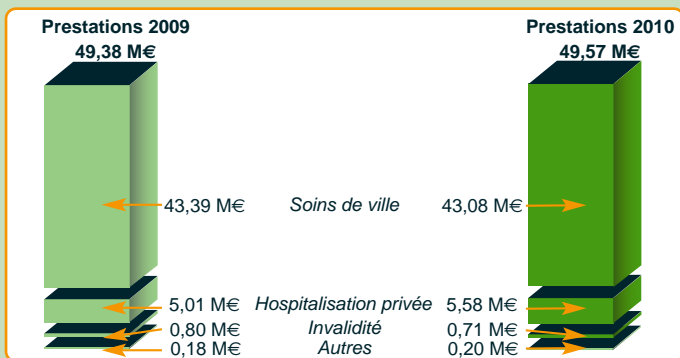 Prestations 2009 Prestations 2010
49,38 M€ 49,57 M€
43,39 M€ Soins de ville 43,08 M€
5,01 M€ Hospitalisation privée 5,58 M€
0,80 M€ Invalidité 0,71 M€
0,18 M€ Autres 0,20 M€